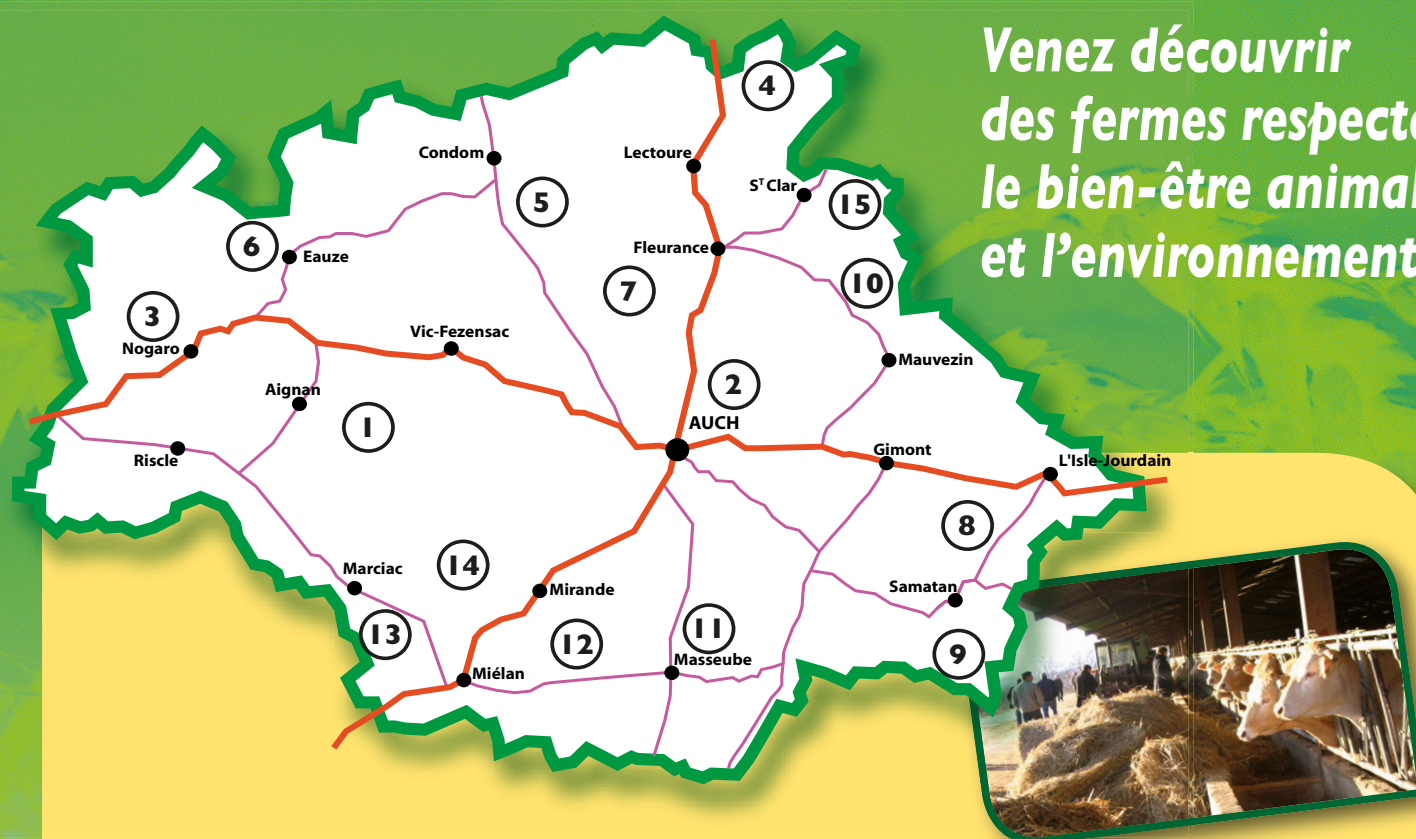 Venez découvrir
des fermes respecta
le bien-être animal
et l'environnement
4
Condom
Lectoure
Sᵀ Clar
5
15
6
Eauze
Fleurance
7
10
3
Nogaro
Vic-Fezensac
Mauvezin
2
Aignan
1
AUCH
Riscle
Gimont
L'Isle-Jourdain
8
14
Marciac
Mirande
Samatan
13
12
11
9
Masseube
Miélan